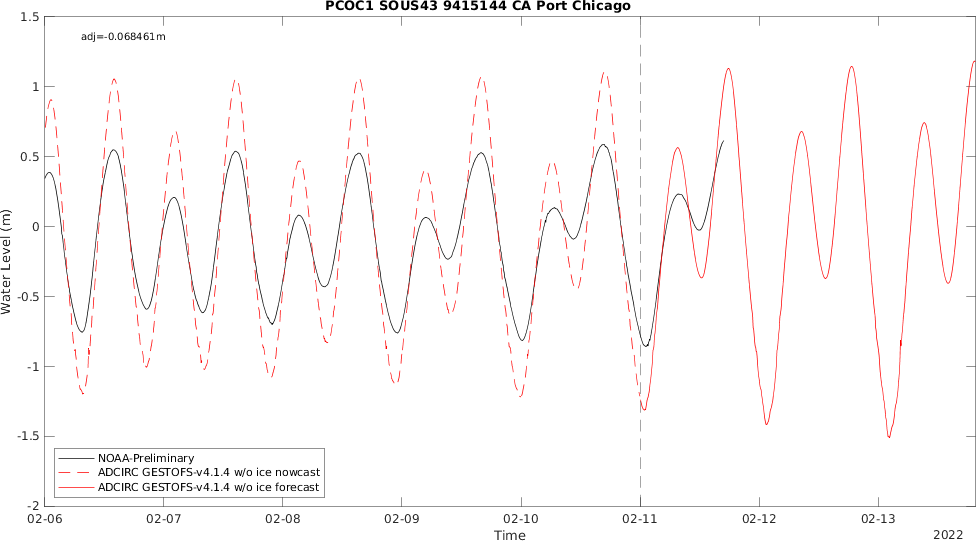 PCOC1 SOUS43 9415144 CA Port Chicago
adj=-0.068461m
1.5
1
0.5
0
-0.5
-1
-1.5
-2
Water Level (m)
NOAA-Preliminary
ADCIRC GESTOFS-v4.1.4 w/o ice nowcast
ADCIRC GESTOFS-v4.1.4 w/o ice forecast
02-06 02-07 02-08 02-09 02-10 02-11 02-12 02-13
Time
2022